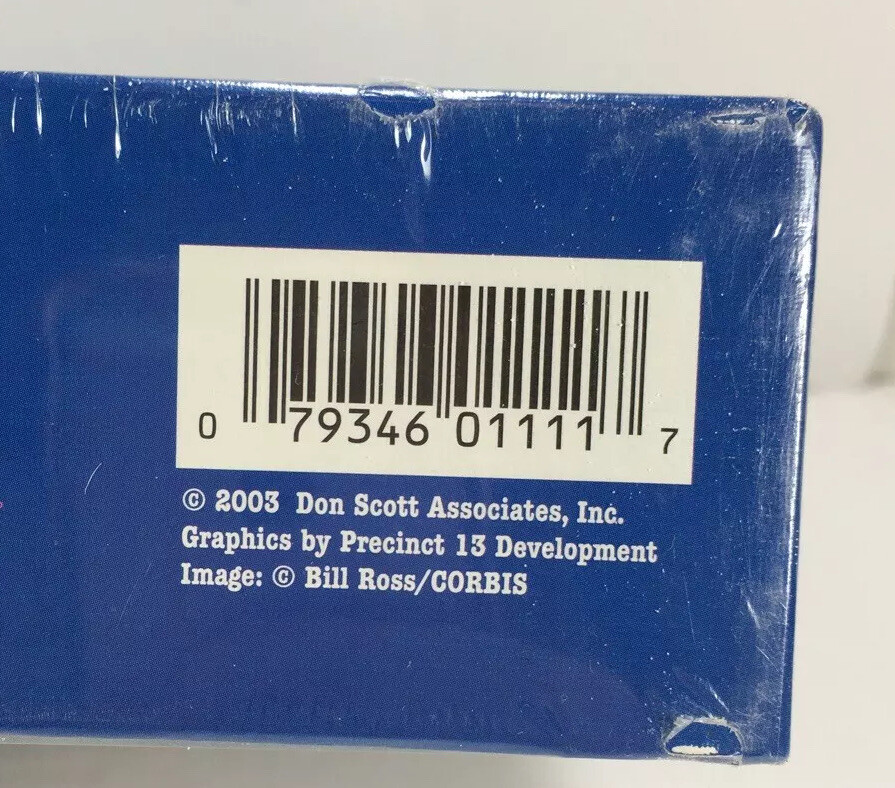 0 79346 01111 7
© 2003 Don Scott Associates, Inc.
Graphics by Precinct 13 Development
Image: © Bill Ross/CORBIS